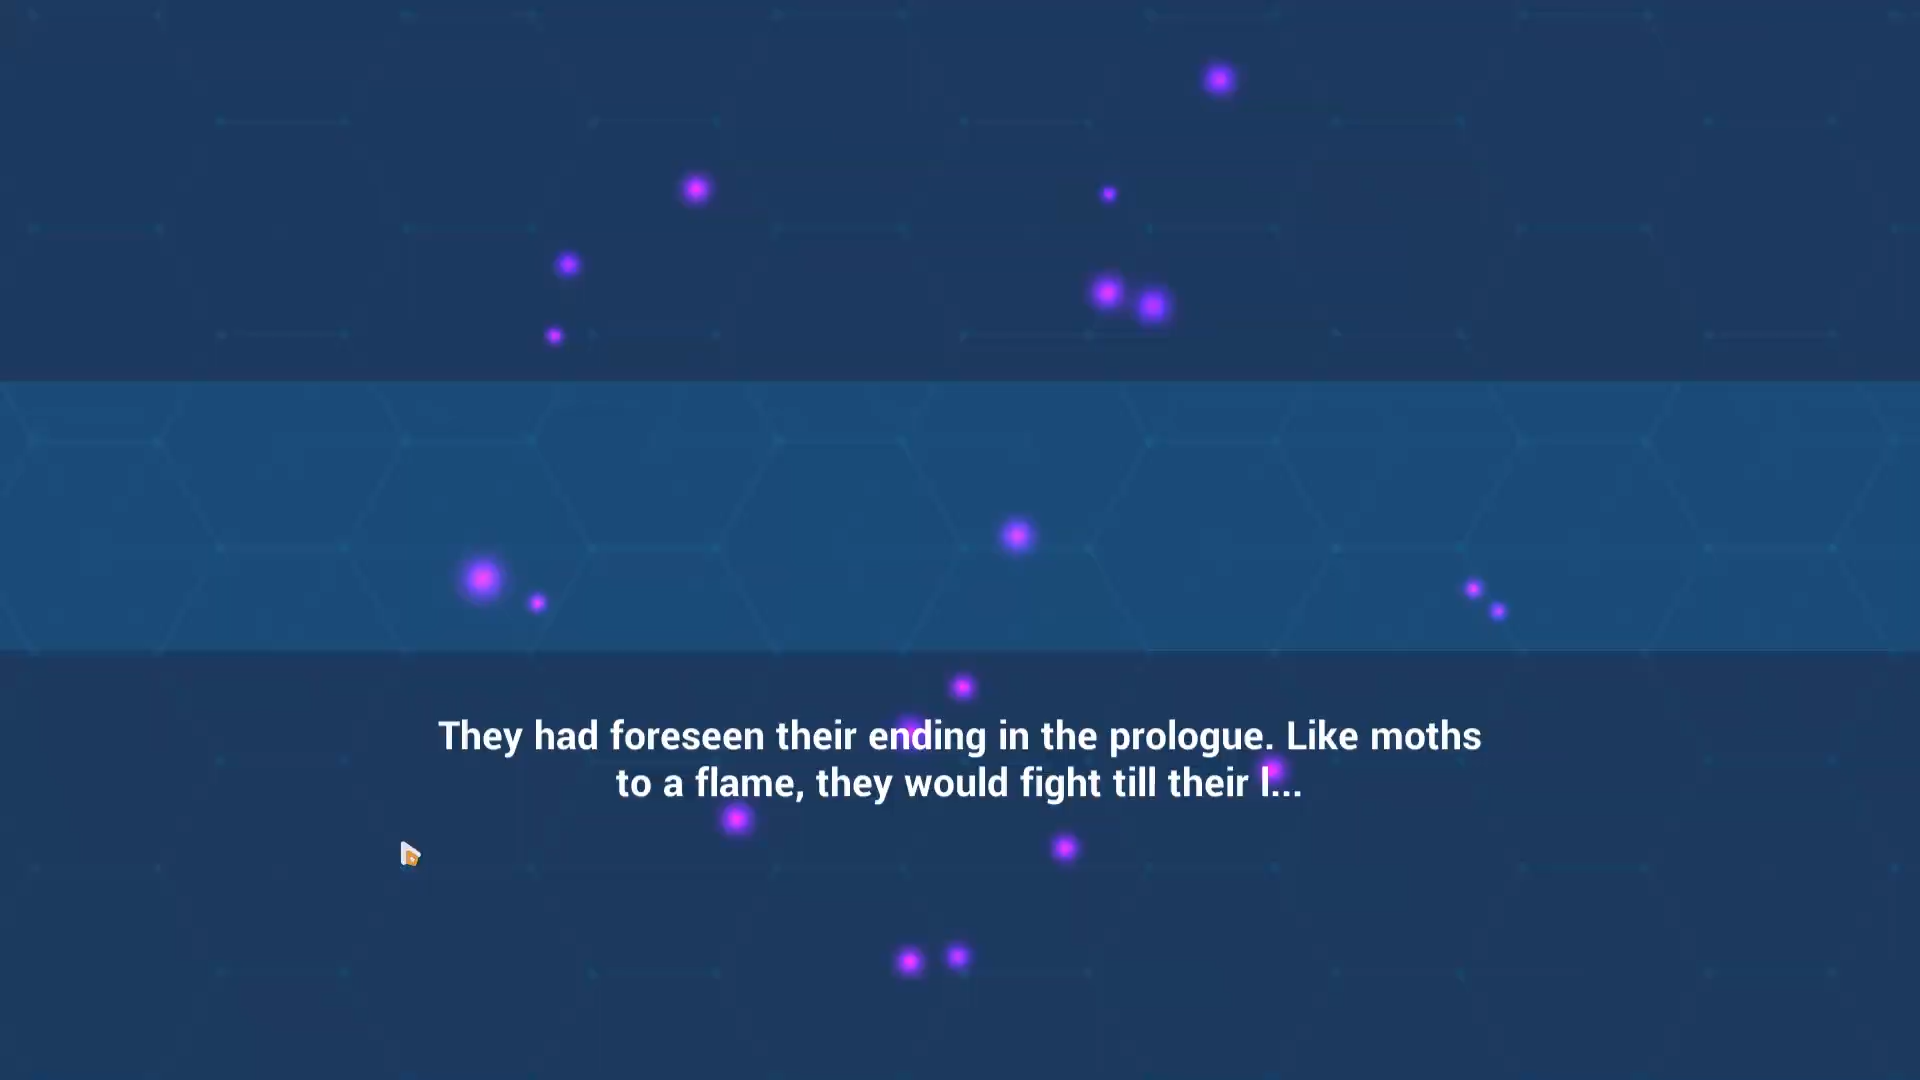 They had foreseen their ending in the prologue. Like moths
to a flame, they would fight till their l...